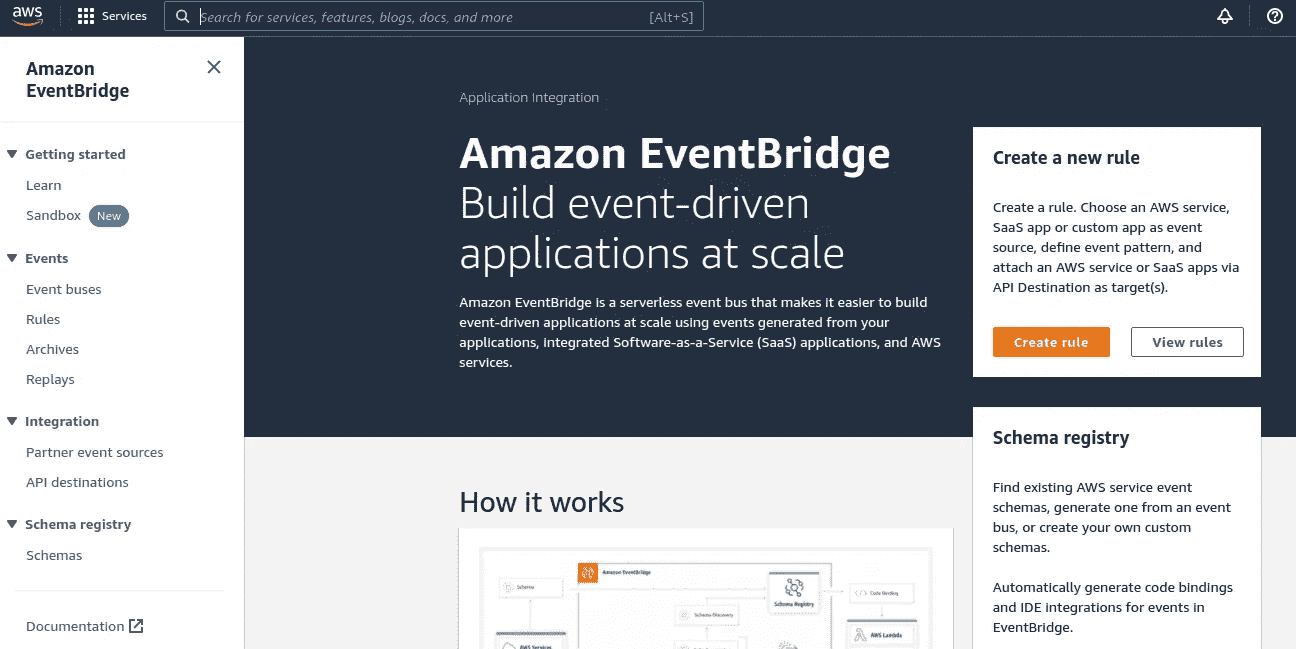 aws
Services
Search for services, features, blogs, docs, and more
[Alt+S]
Amazon
EventBridge
Getting started
Learn
Sandbox New
Events
Event buses
Rules
Archives
Replays
Integration
Partner event sources
API destinations
Schema registry
Schemas
Documentation
Application Integration
Amazon EventBridge
Build event-driven
applications at scale
Amazon EventBridge is a serverless event bus that makes it easier to build
event-driven applications at scale using events generated from your
applications, integrated Software-as-a-Service (SaaS) applications, and AWS
services.
How it works
Amazon EventBridge
Schema
Schema Registry
Code Binding
Schema Discovery
AWS Services
AWS Lambda
Create a new rule
Create a rule. Choose an AWS service,
SaaS app or custom app as event
source, define event pattern, and
attach an AWS service or SaaS apps via
API Destination as target(s).
Create rule
View rules
Schema registry
Find existing AWS service event
schemas, generate one from an event
bus, or create your own custom
schemas.
Automatically generate code bindings
and IDE integrations for events in
EventBridge.